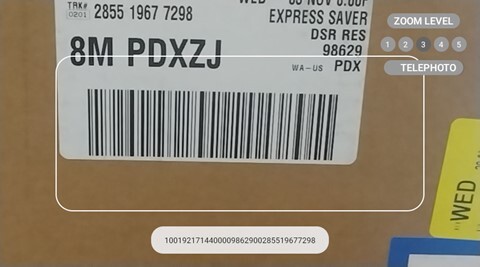 TRK#
0201
2855 1967 7298
WED
EXPRESS SAVER
DSR RES
98629
WA-US PDX
8M PDXZJ
ZOOM LEVEL
1 2 3 4 5
TELEPHOTO
WED
1001921714400009862900285519677298